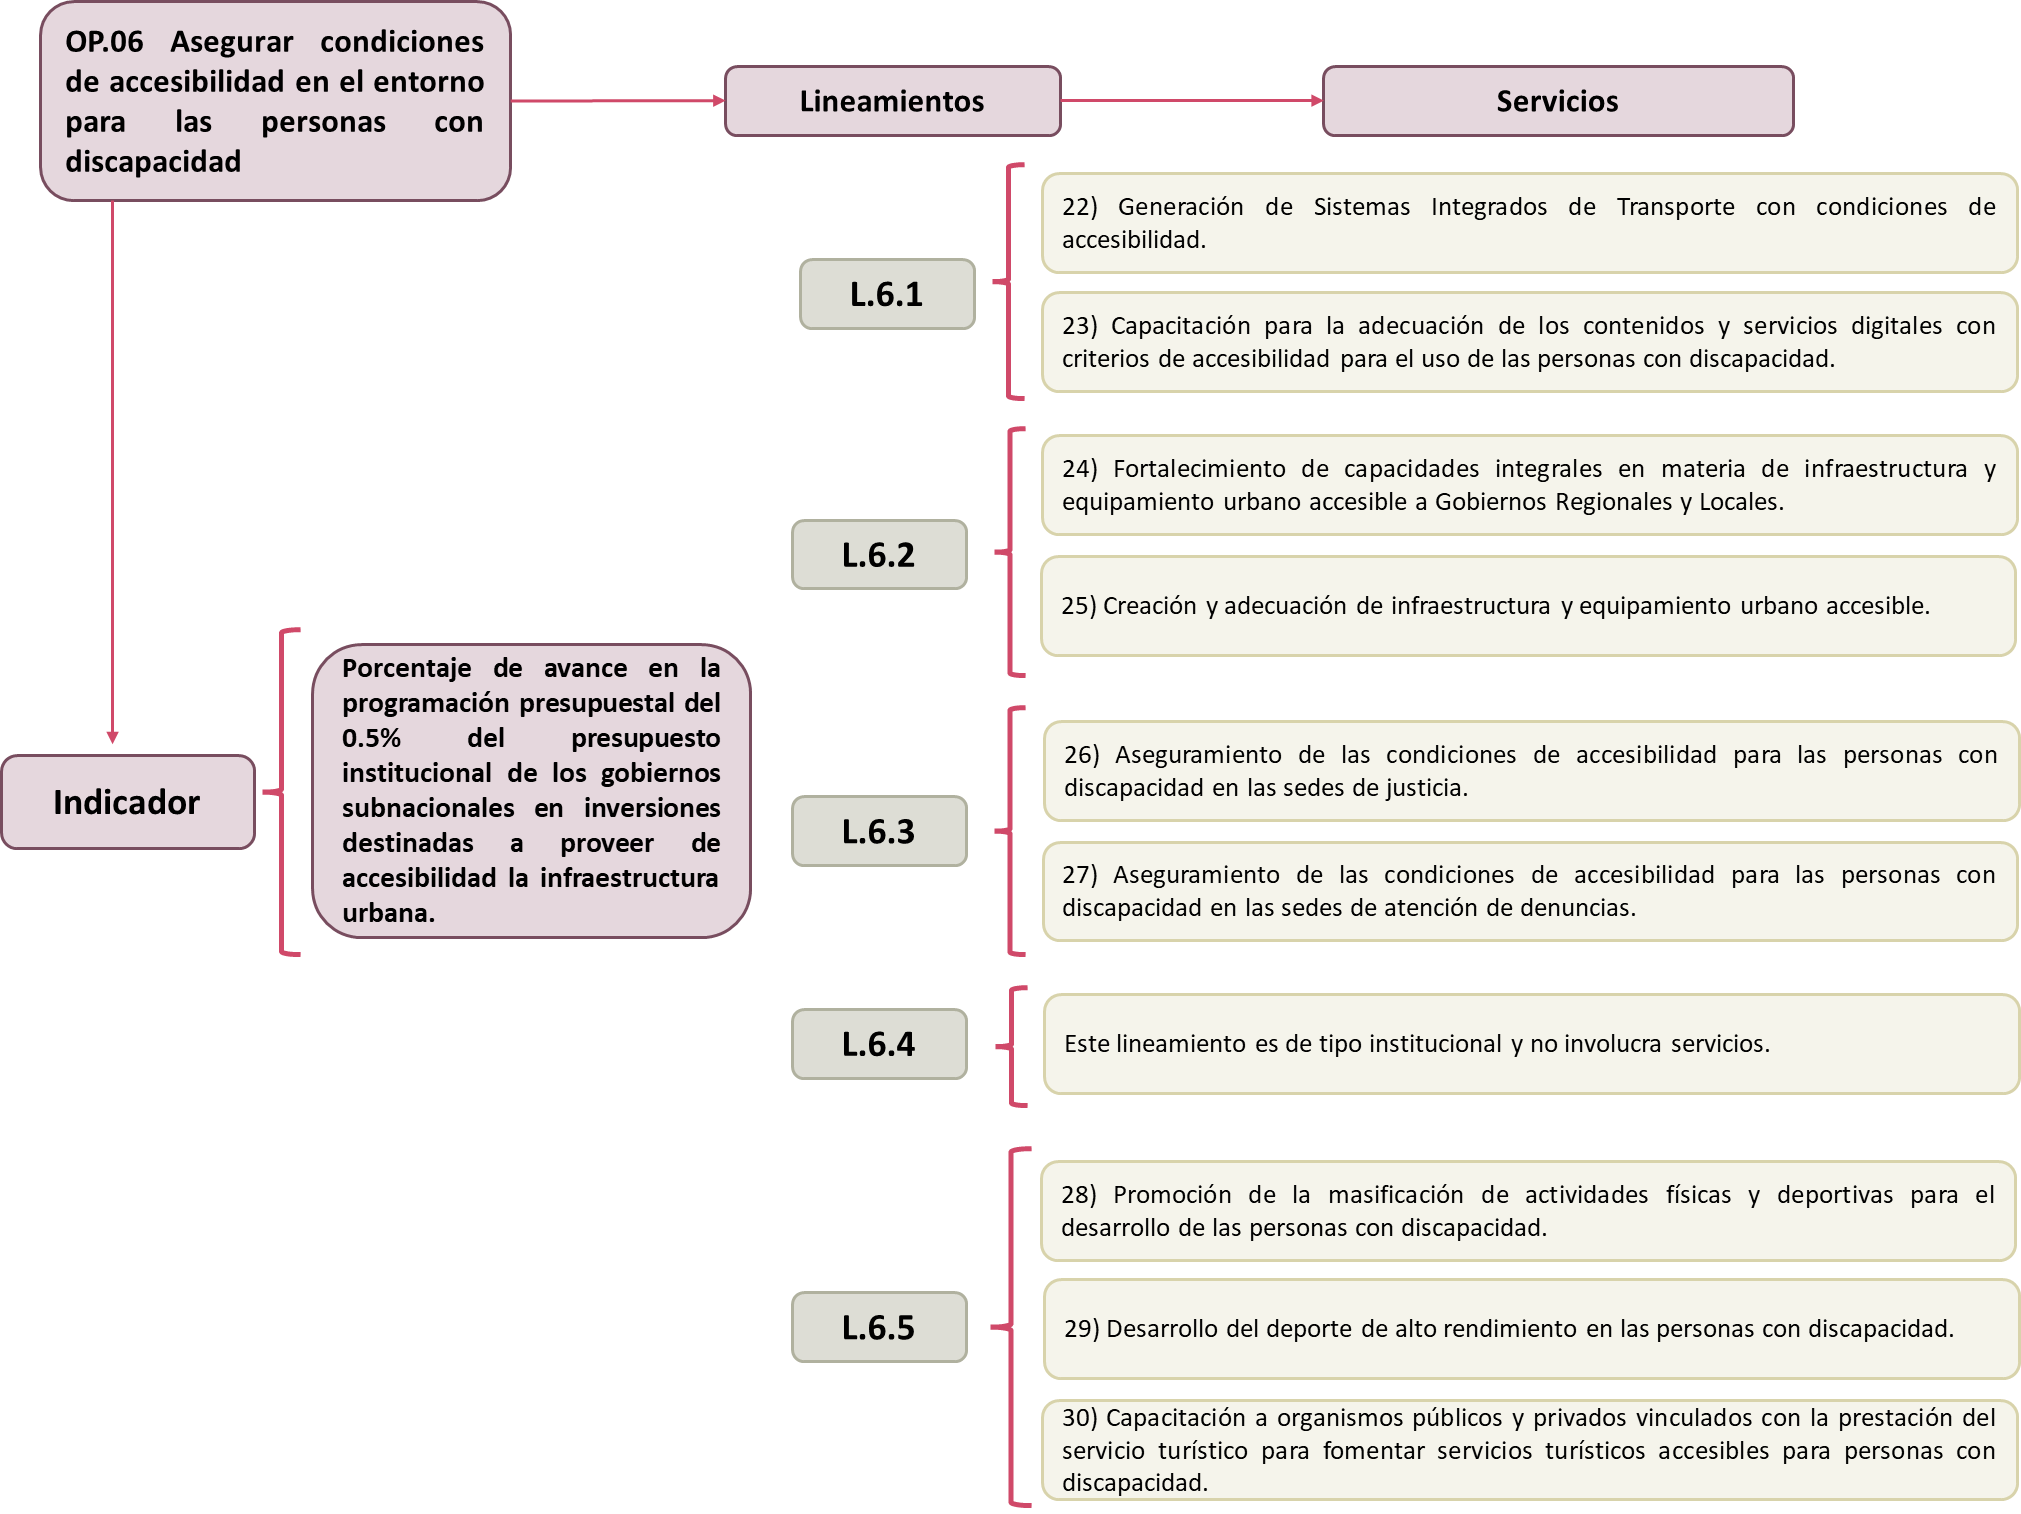 OP.06 Asegurar condiciones
de accesibilidad en el entorno
para las personas con
discapacidad
Lineamientos
Servicios
L.6.1
22) Generación de Sistemas Integrados de Transporte con condiciones de
accesibilidad.
23) Capacitación para la adecuación de los contenidos y servicios digitales con
criterios de accesibilidad para el uso de las personas con discapacidad.
L.6.2
24) Fortalecimiento de capacidades integrales en materia de infraestructura y
equipamiento urbano accesible a Gobiernos Regionales y Locales.
25) Creación y adecuación de infraestructura y equipamiento urbano accesible.
Indicador
Porcentaje de avance en la
programación presupuestal del
0.5% del presupuesto
institucional de los gobiernos
subnacionales en inversiones
destinadas a proveer de
accesibilidad la infraestructura
urbana.
L.6.3
26) Aseguramiento de las condiciones de accesibilidad para las personas con
discapacidad en las sedes de justicia.
27) Aseguramiento de las condiciones de accesibilidad para las personas con
discapacidad en las sedes de atención de denuncias.
L.6.4
Este lineamiento es de tipo institucional y no involucra servicios.
L.6.5
28) Promoción de la masificación de actividades físicas y deportivas para el
desarrollo de las personas con discapacidad.
29) Desarrollo del deporte de alto rendimiento en las personas con discapacidad.
30) Capacitación a organismos públicos y privados vinculados con la prestación del
servicio turístico para fomentar servicios turísticos accesibles para personas con
discapacidad.